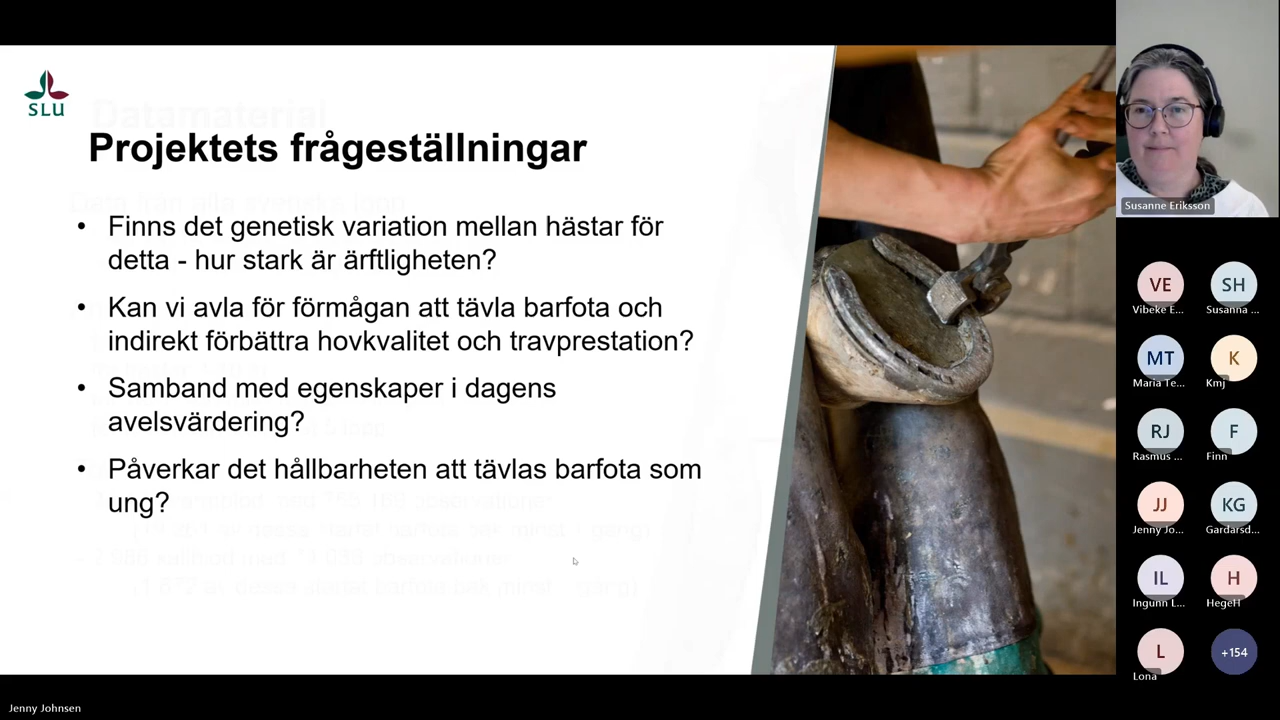 SLU
Datamaterial
Projektets frågeställningar
Finns det genetisk variation mellan hästar för
detta - hur stark är ärftligheten?
Kan vi avla för förmågan att tävla barfota och
indirekt förbättra hovkvalitet och travprestation?
Samband med egenskaper i dagens
avelsvärdering?
Påverkar det hållbarheten att tävlas barfota som
ung?
Susanne Eriksson
VE
SH
Vibeke E...
Susanna ...
MT
K
Maria Te...
Kmj
RJ
F
Rasmus ...
Finn
JJ
KG
Jenny Jo...
Gardarsd...
IL
H
Ingunn L...
HegeH
L
+154
Lona
Jenny Johnsen